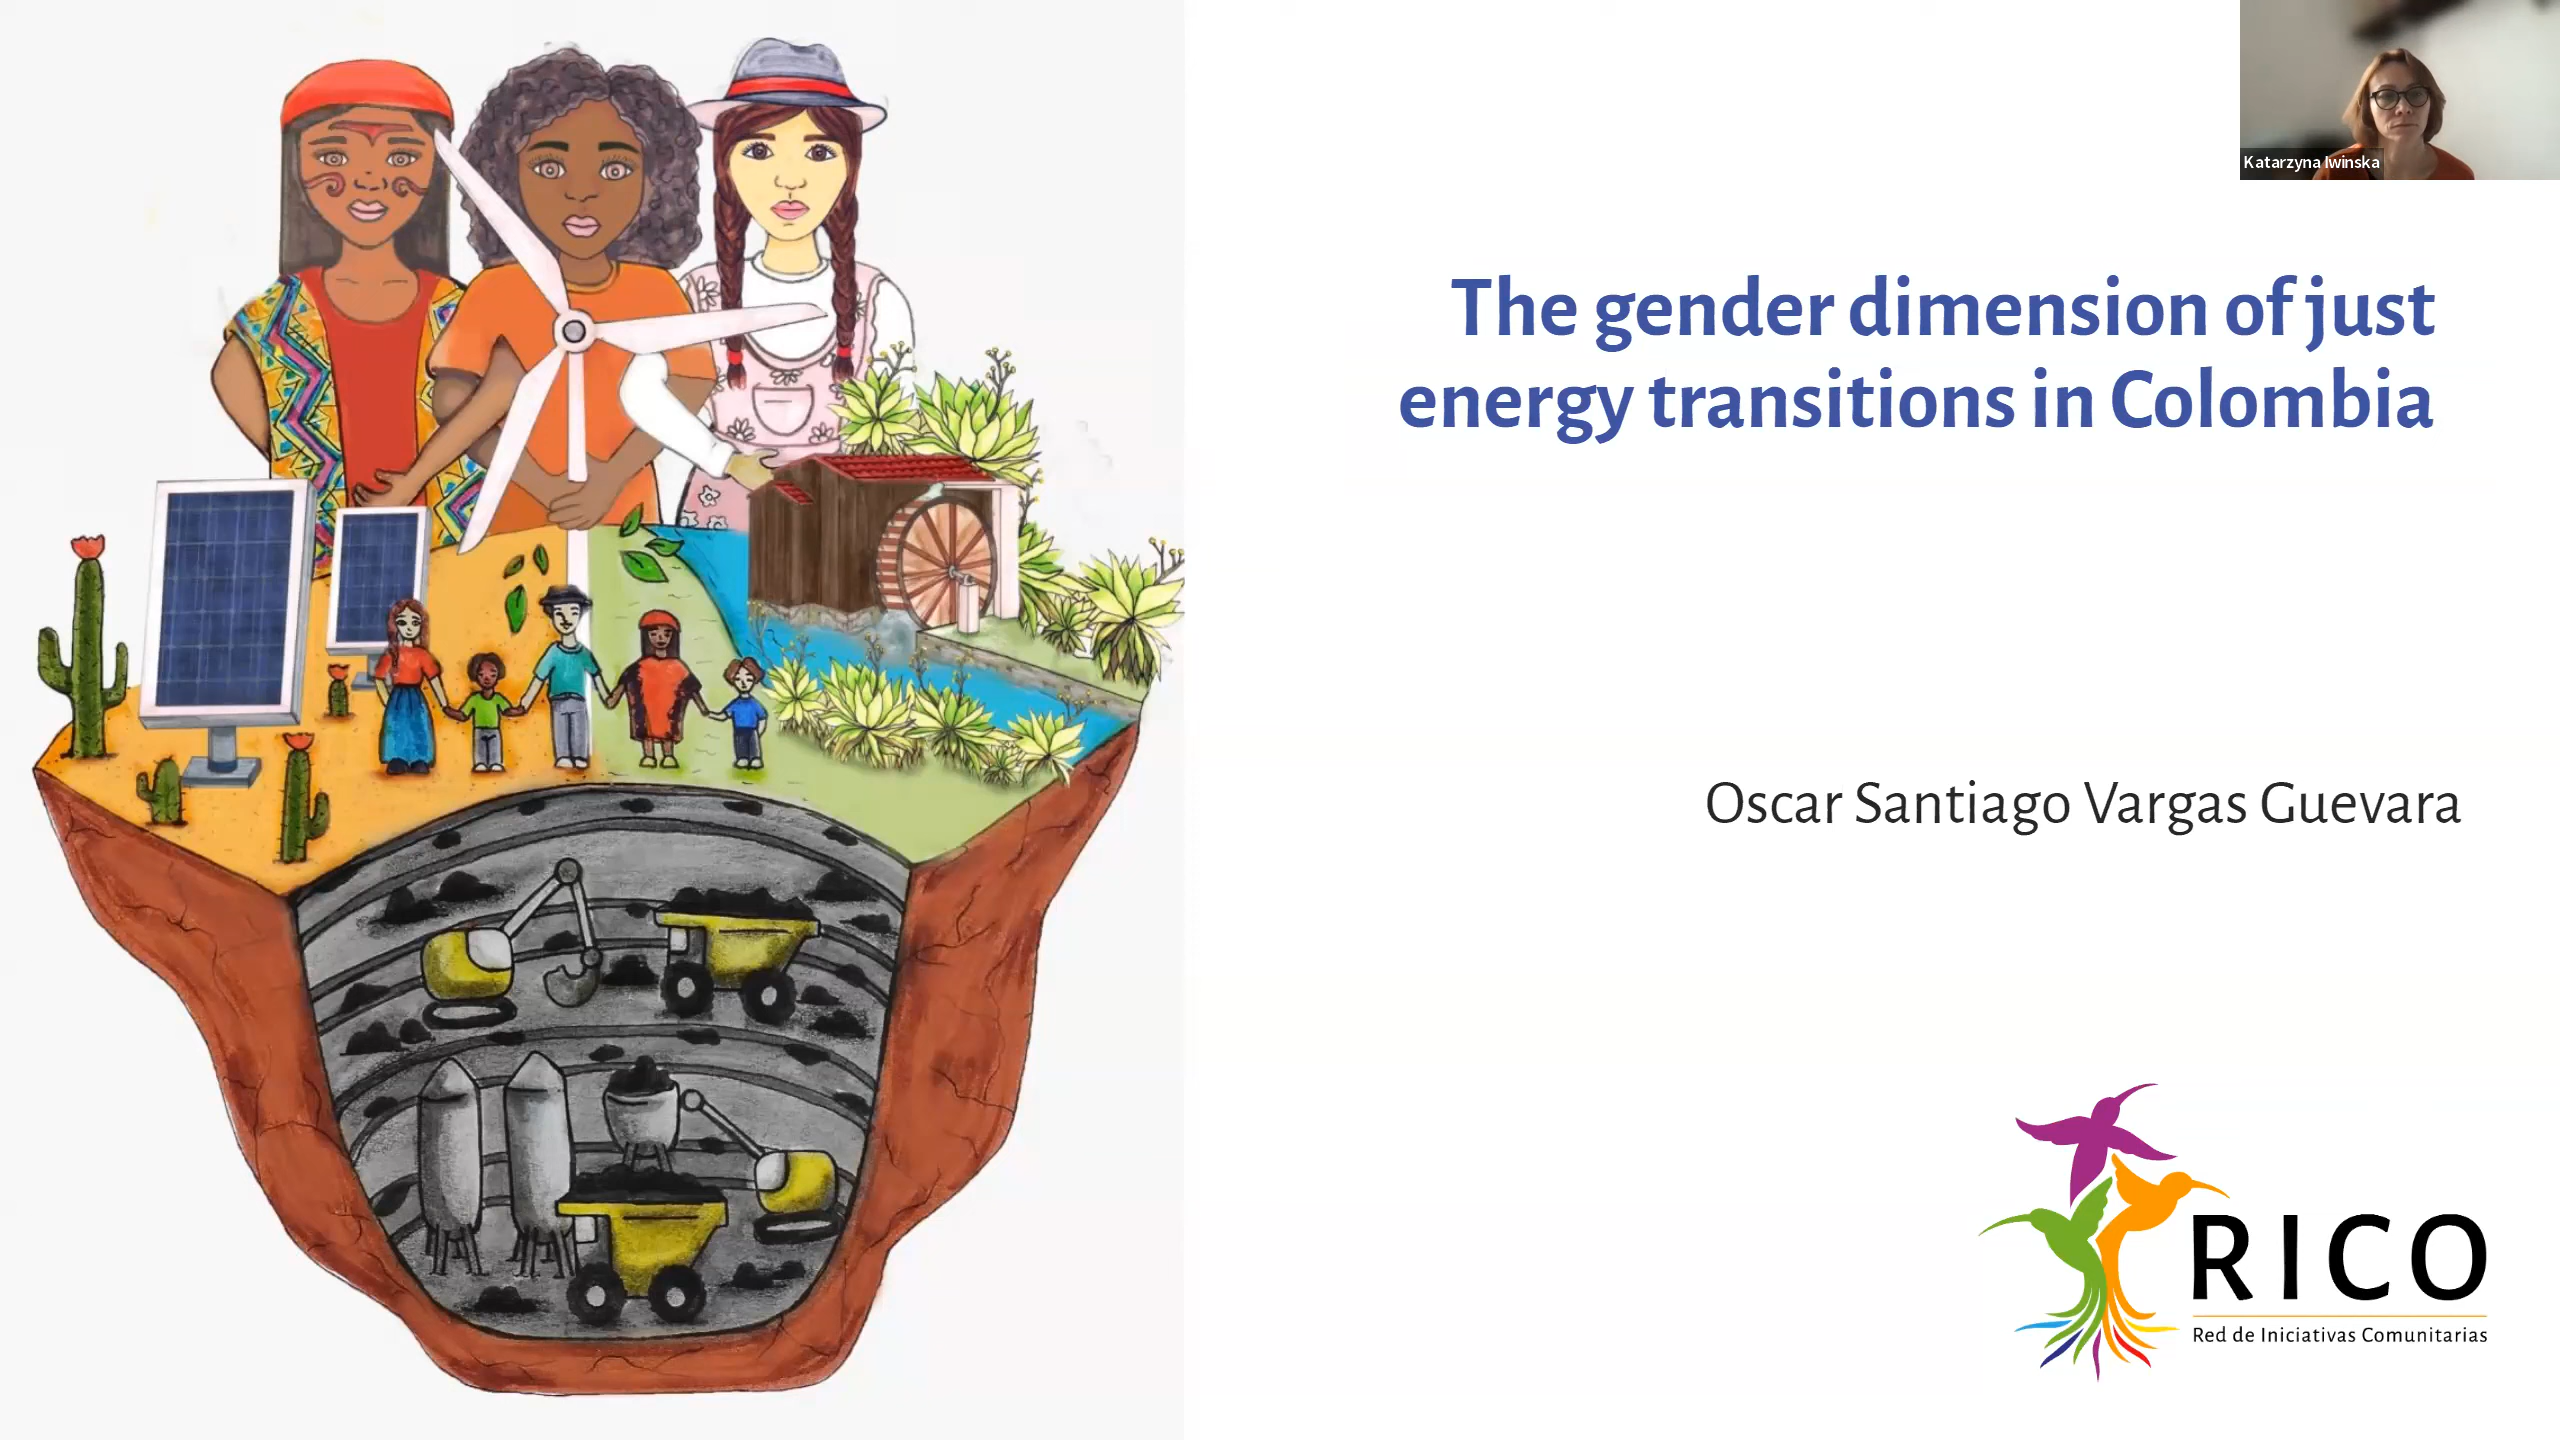 Katarzyna Iwinska
The gender dimension of just
energy transitions in Colombia
Oscar Santiago Vargas Guevara
RICO
Red de Iniciativas Comunitarias